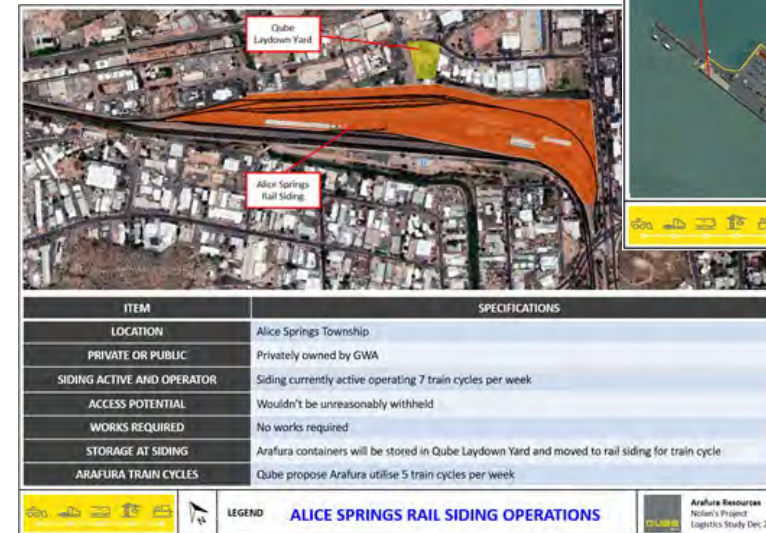 Qube
Laydown Yard
Alice Springs
Rail Siding
ITEM SPECIFICATIONS
LOCATION Alice Springs Township
PRIVATE OR PUBLIC Privately owned by GWA
SIDING ACTIVE AND OPERATOR Siding currently active operating 7 train cycles per week
ACCESS POTENTIAL Wouldn't be unreasonably withheld
WORKS REQUIRED No works required
STORAGE AT SIDING Arafura containers will be stored in Qube Laydown Yard and moved to rail siding for train cycle
ARAFURA TRAIN CYCLES Qube propose Arafura utilise 5 train cycles per week
N LEGEND ALICE SPRINGS RAIL SIDING OPERATIONS
QUBE
Arafura Resources
Nolan's Project
Logistics Study Dec 2